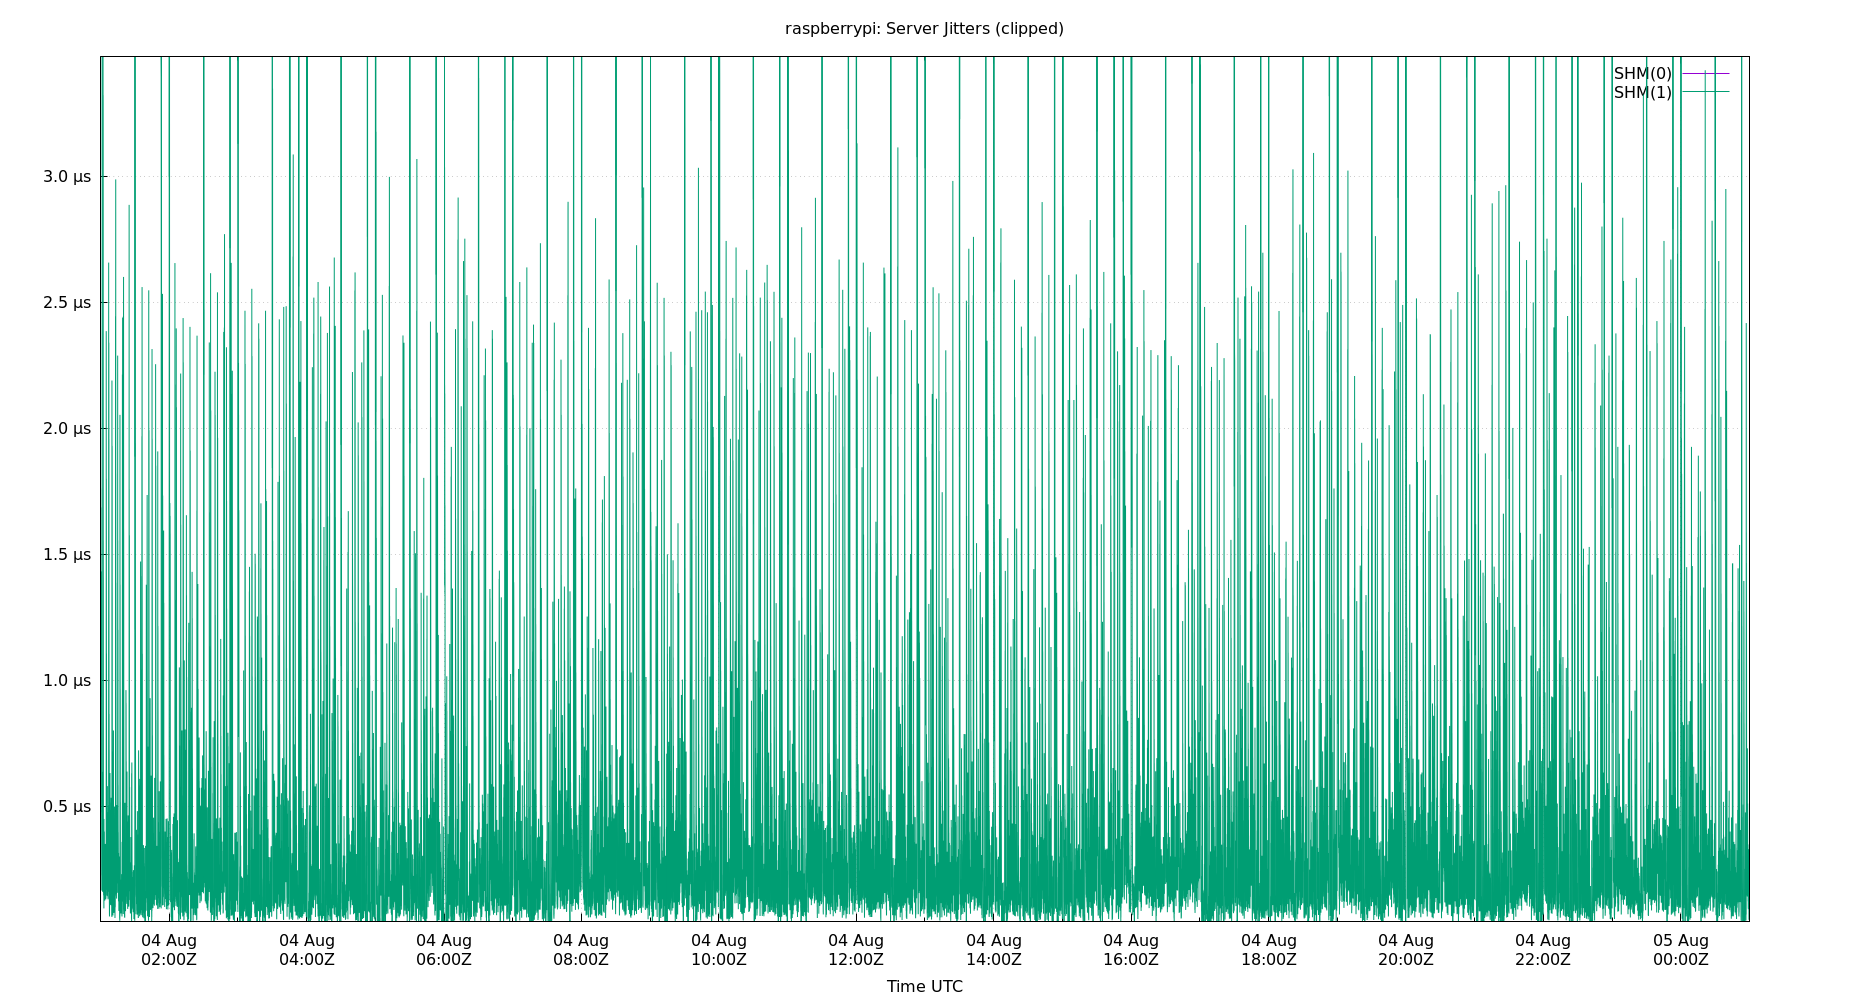 raspberrypi: Server Jitters (clipped)
SHM(0)
SHM(1)
3.0 µs
2.5 µs
2.0 µs
1.5 µs
1.0 µs
0.5 µs
04 Aug 04 Aug 04 Aug 04 Aug 04 Aug 04 Aug 04 Aug 04 Aug 04 Aug 04 Aug 04 Aug 05 Aug
02:00Z 04:00Z 06:00Z 08:00Z 10:00Z 12:00Z 14:00Z 16:00Z 18:00Z 20:00Z 22:00Z 00:00Z
Time UTC